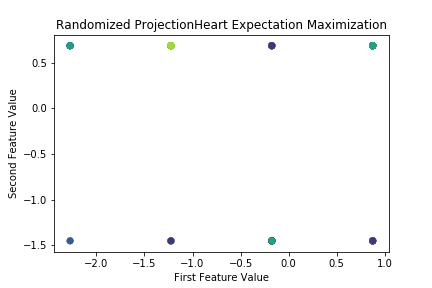 Randomized ProjectionHeart Expectation Maximization
0.5
0.0
−0.5
−1.0
−1.5
Second Feature Value
−2.0 −1.5 −1.0 −0.5 0.0 0.5 1.0
First Feature Value